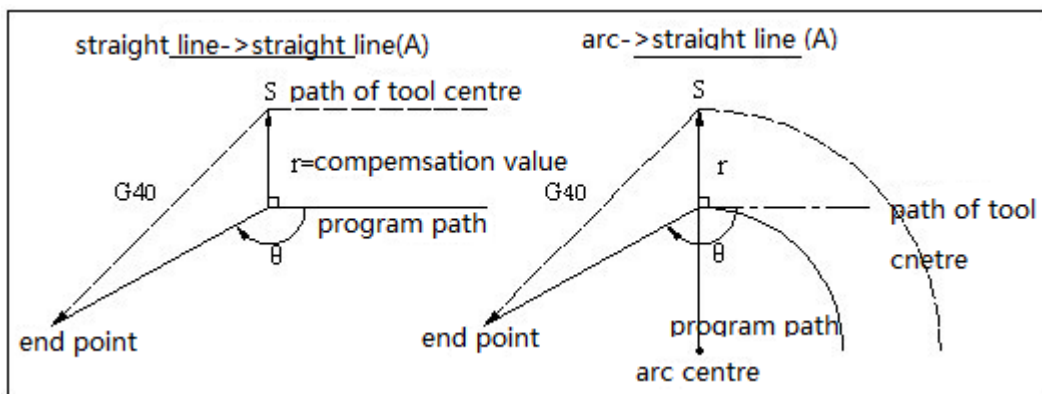 straight line->straight line(A)
S path of tool centre
r=compemsation value
G40
program path
θ
end point
arc->straight line (A)
S
r
G40
path of tool
cnetre
θ
program path
end point
arc centre